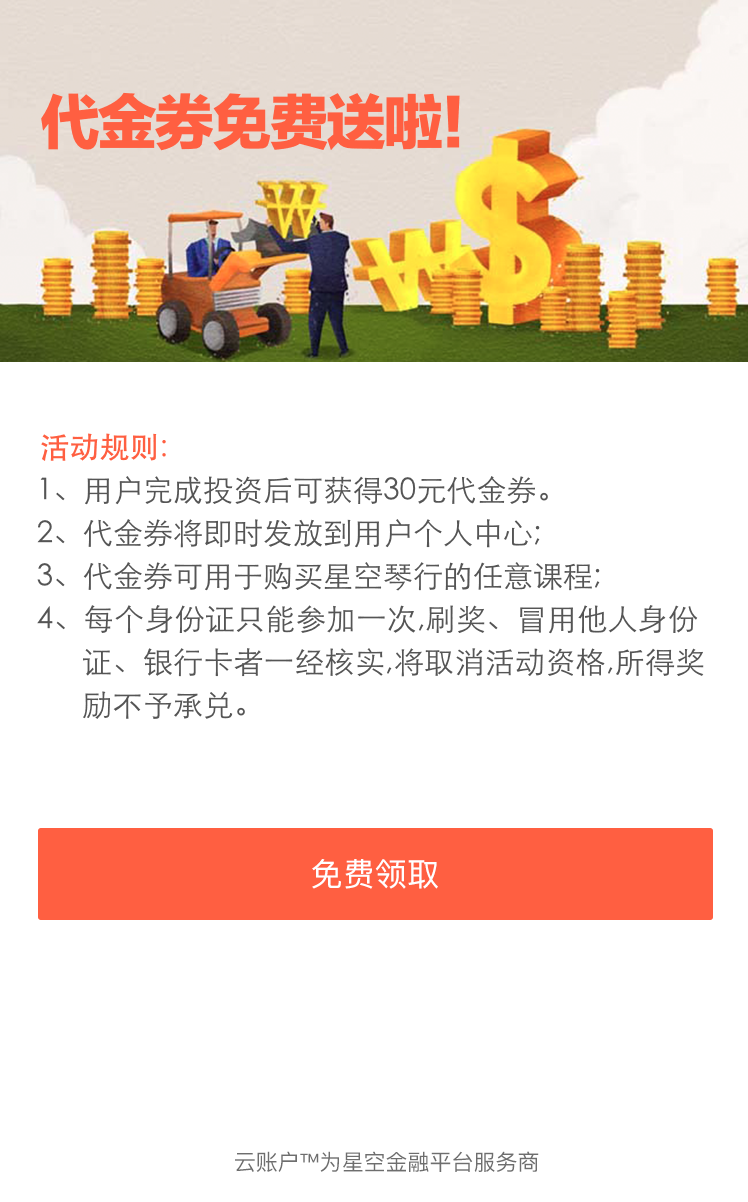 代金券免费送啦!
活动规则:
1、用户完成投资后可获得30元代金券。
2、代金券将即时发放到用户个人中心;
3、代金券可用于购买星空琴行的任意课程;
4、每个身份证只能参加一次,刷奖、冒用他人身份
证、银行卡者一经核实,将取消活动资格,所得奖
励不予承兑。
免费领取
云账户™为星空金融平台服务商